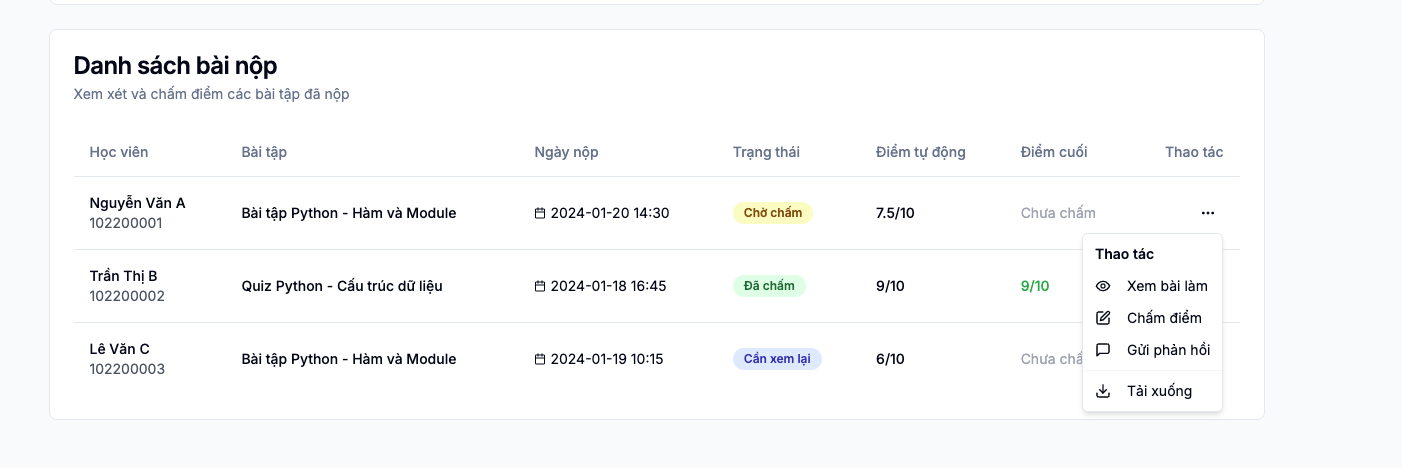 Danh sách bài nộp
Xem xét và chấm điểm các bài tập đã nộp
Học viên Bài tập Ngày nộp Trạng thái Điểm tự động Điểm cuối Thao tác
Nguyễn Văn A
102200001
Bài tập Python - Hàm và Module 2024-01-20 14:30 Chờ chấm 7.5/10 Chưa chấm ...
Trần Thị B
102200002
Quiz Python - Cấu trúc dữ liệu 2024-01-18 16:45 Đã chấm 9/10 9/10
Lê Văn C
102200003
Bài tập Python - Hàm và Module 2024-01-19 10:15 Cần xem lại 6/10 Chưa
Thao tác
Xem bài làm
Chấm điểm
Gửi phản hồi
Tải xuống